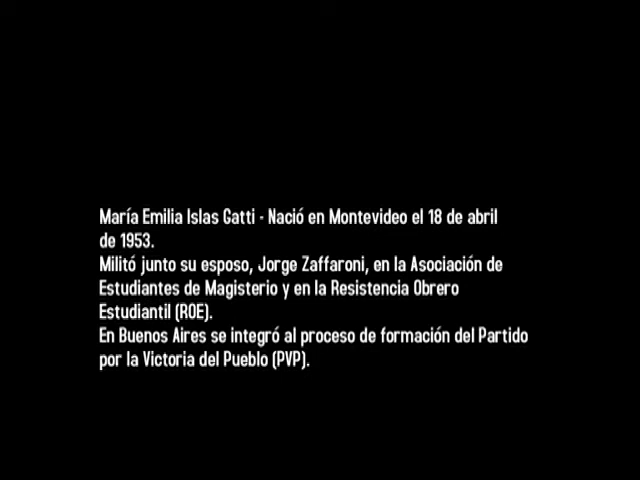 María Emilia Islas Gatti - Nació en Montevideo el 18 de abril
de 1953.
Militó junto su esposo, Jorge Zaffaroni, en la Asociación de
Estudiantes de Magisterio y en la Resistencia Obrero
Estudiantil (ROE).
En Buenos Aires se integró al proceso de formación del Partido
por la Victoria del Pueblo (PVP).